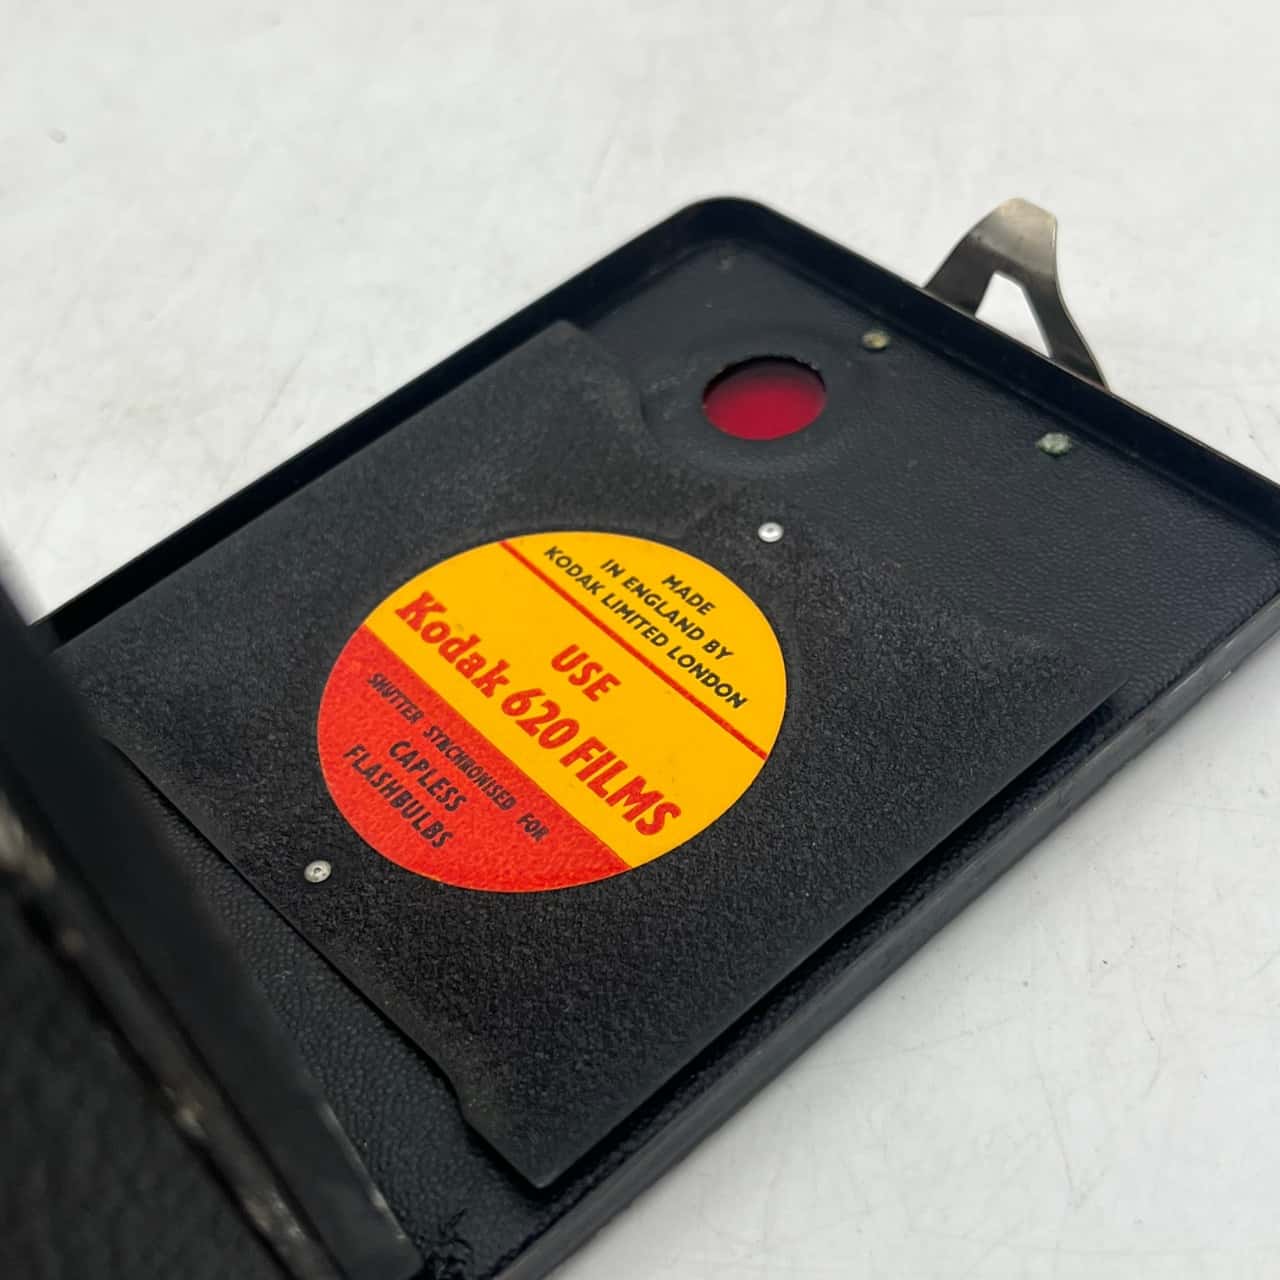 MADE
IN ENGLAND BY
KODAK LIMITED LONDON
USE
Kodak 620 FILMS
SHUTTER SYNCHRONISED FOR
CAPLESS
FLASHBULBS